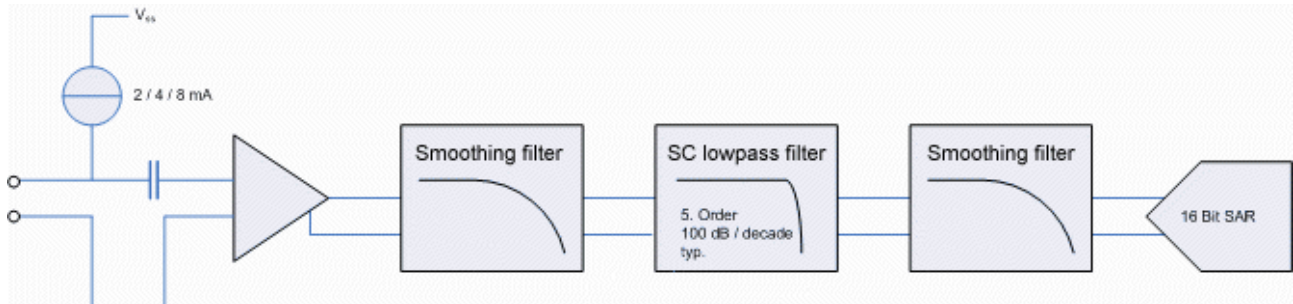 Vss
2 / 4 / 8 mA
Smoothing filter
SC lowpass filter
Smoothing filter
5. Order
100 dB / decade
typ.
16 Bit SAR